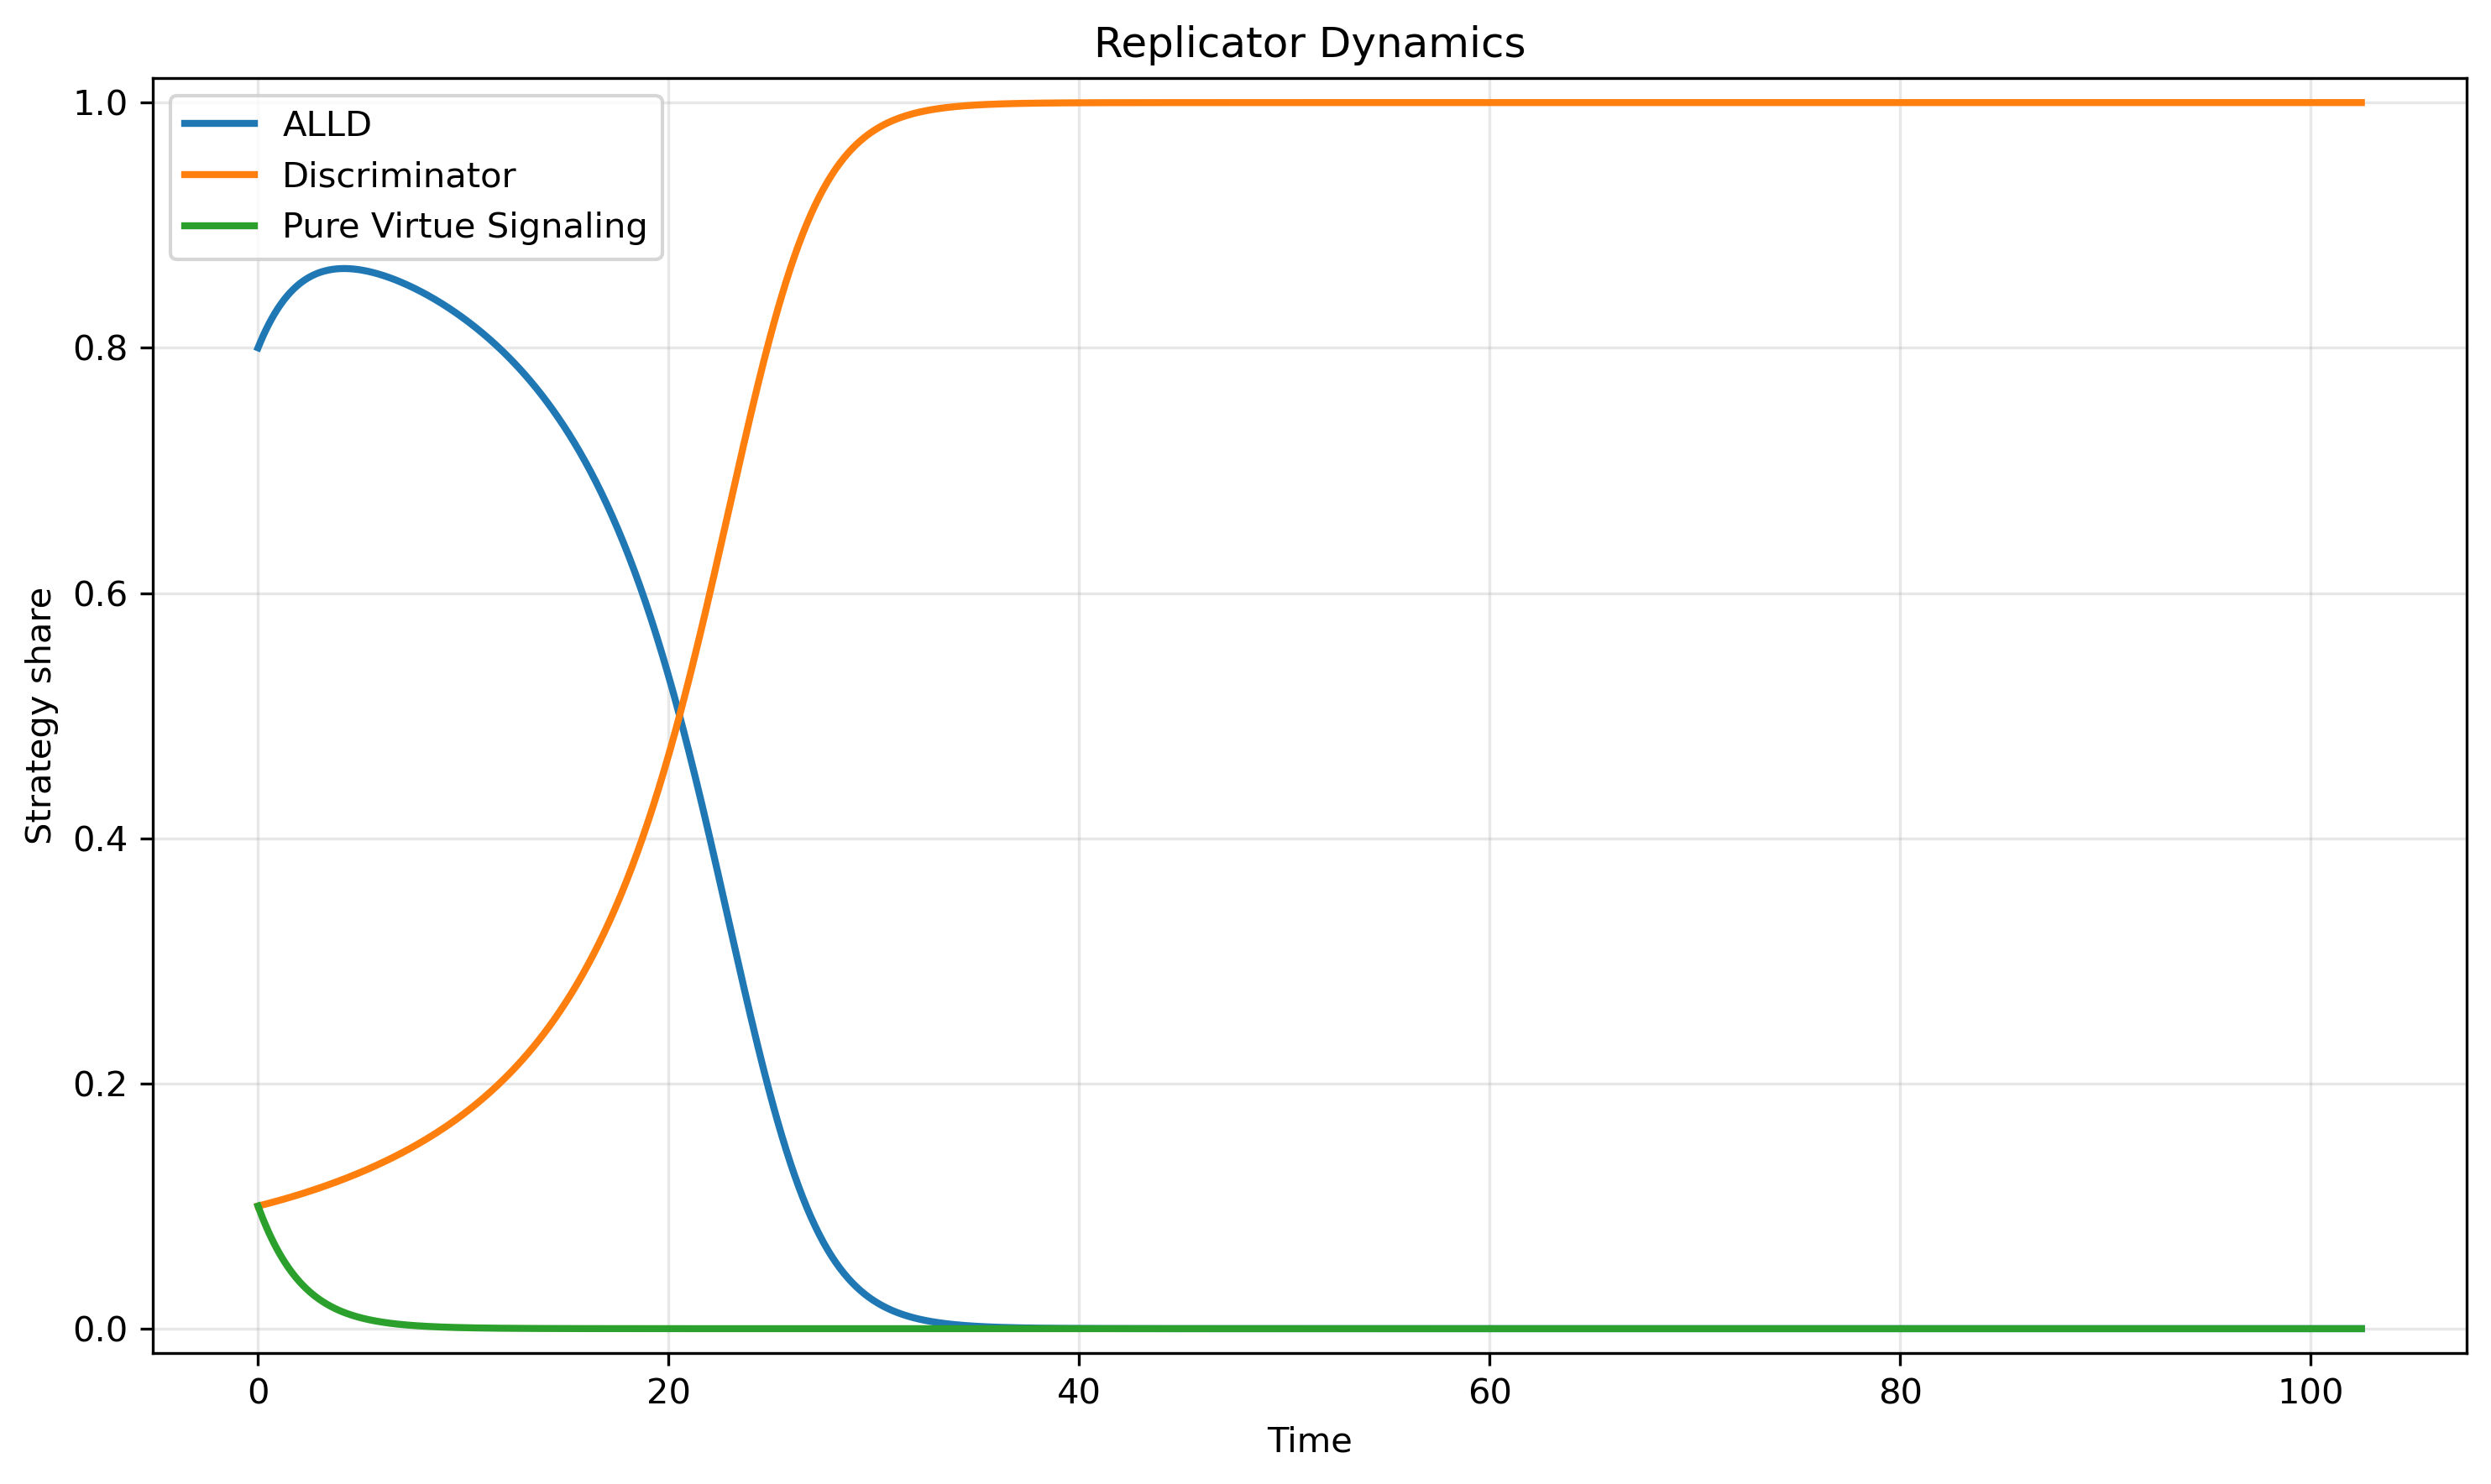 Replicator Dynamics
ALLD
Discriminator
Pure Virtue Signaling
Strategy share
1.0
0.8
0.6
0.4
0.2
0.0
0 20 40 60 80 100
Time